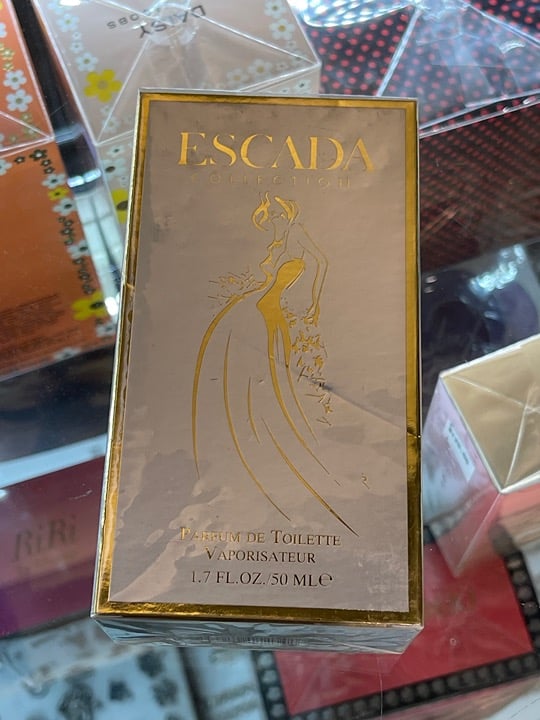 DAISY
ESCADA
COLLECTION
RiRi
PARFUM DE TOILETTE
VAPORISATEUR
1.7 FL.OZ./50 ML℮